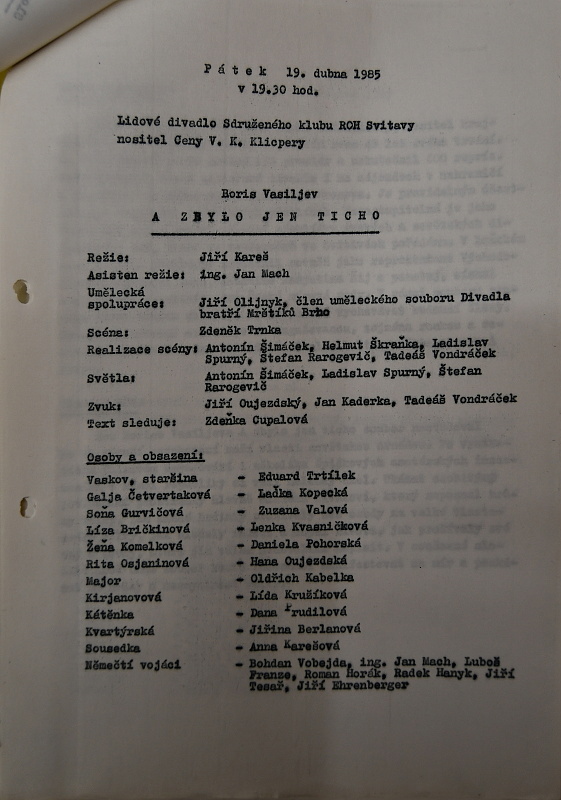 P á t e k 19. dubna 1985
v 19.30 hod.
Lidové divadlo Sdruženého klubu ROH Svitavy
nositel Ceny V. K. Klicpery
Boris Vasiljev
A ZBYLO JEN TICHO
Režie: Jiří Kareš
Asisten režie: ing. Jan Mach
Umělecká
spolupráce: Jiří Olijnyk, člen uměleckého souboru Divadla
bratří Mrštíků Brno
Scéna: Zdeněk Trnka
Realizace scény: Antonín Šimáček, Helmut Škraňka, Ladislav
Spurný, Štefan Rarogevič, Tadeáš Vondráček
Světla: Antonín Šimáček, Ladislav Spurný, Štefan
Rarogevič
Zvuk: Jiří Oujezdský, Jan Kaderka, Tadeáš Vondráček
Text sleduje: Zdeňka Cupalová
Osoby a obsazení:
Vaskov, staršina - Eduard Trtílek
Galja Četvertaková - Laďka Kopecká
Soňa Gurvičová - Zuzana Valová
Líza Bričkinová - Lenka Kvasničková
Žeňa Komelková - Daniela Pohorská
Rita Osjaninová - Hana Oujezdská
Major - Oldřich Kabelka
Kirjanovová - Lída Kružíková
Kátěnka - Dana Trudilová
Kvartýrská - Jiřina Berlanová
Sousedka - Anna Karešová
Němečtí vojáci - Bohdan Vobejda, ing. Jan Mach, Luboš
Franze, Roman Horák, Radek Hanyk, Jiří
Tesař, Jiří Ehrenberger